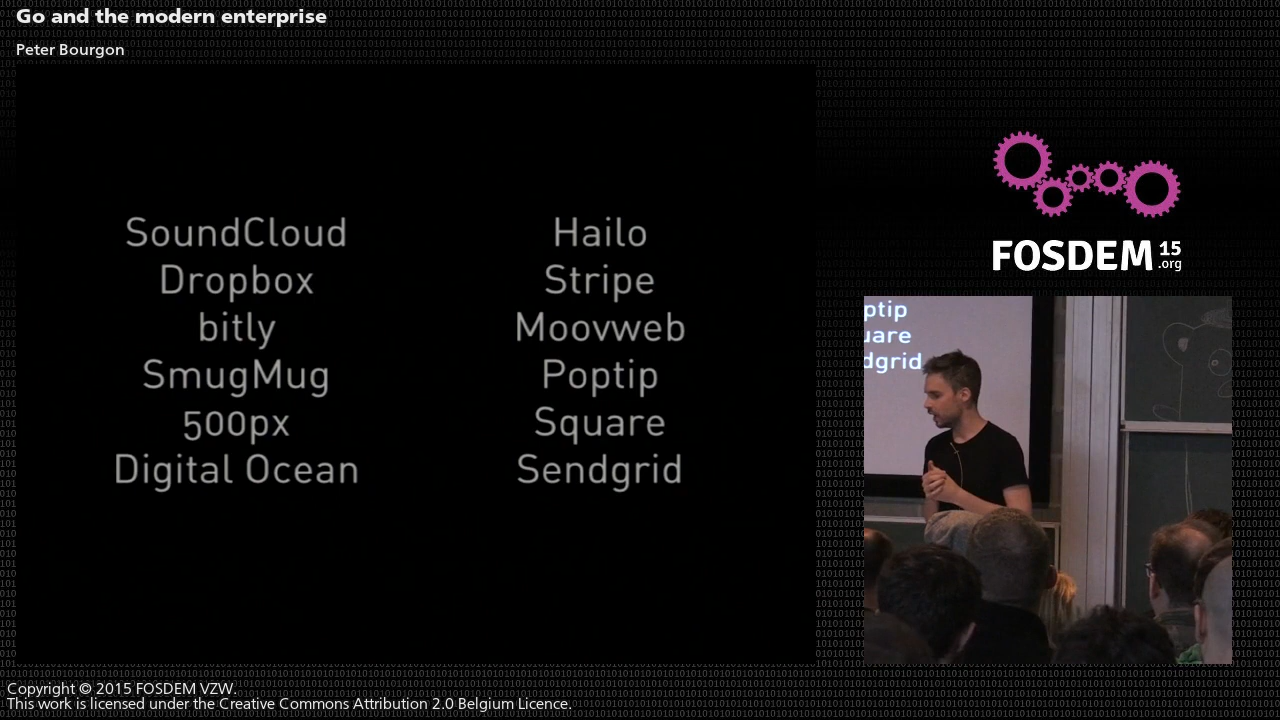 Go and the modern enterprise
Peter Bourgon
SoundCloud
Dropbox
bitly
SmugMug
500px
Digital Ocean
Hailo
Stripe
Moovweb
Poptip
Square
Sendgrid
FOSDEM 15
.org
ptip
uare
dgrid
Copyright © 2015 FOSDEM VZW.
This work is licensed under the Creative Commons Attribution 2.0 Belgium Licence.